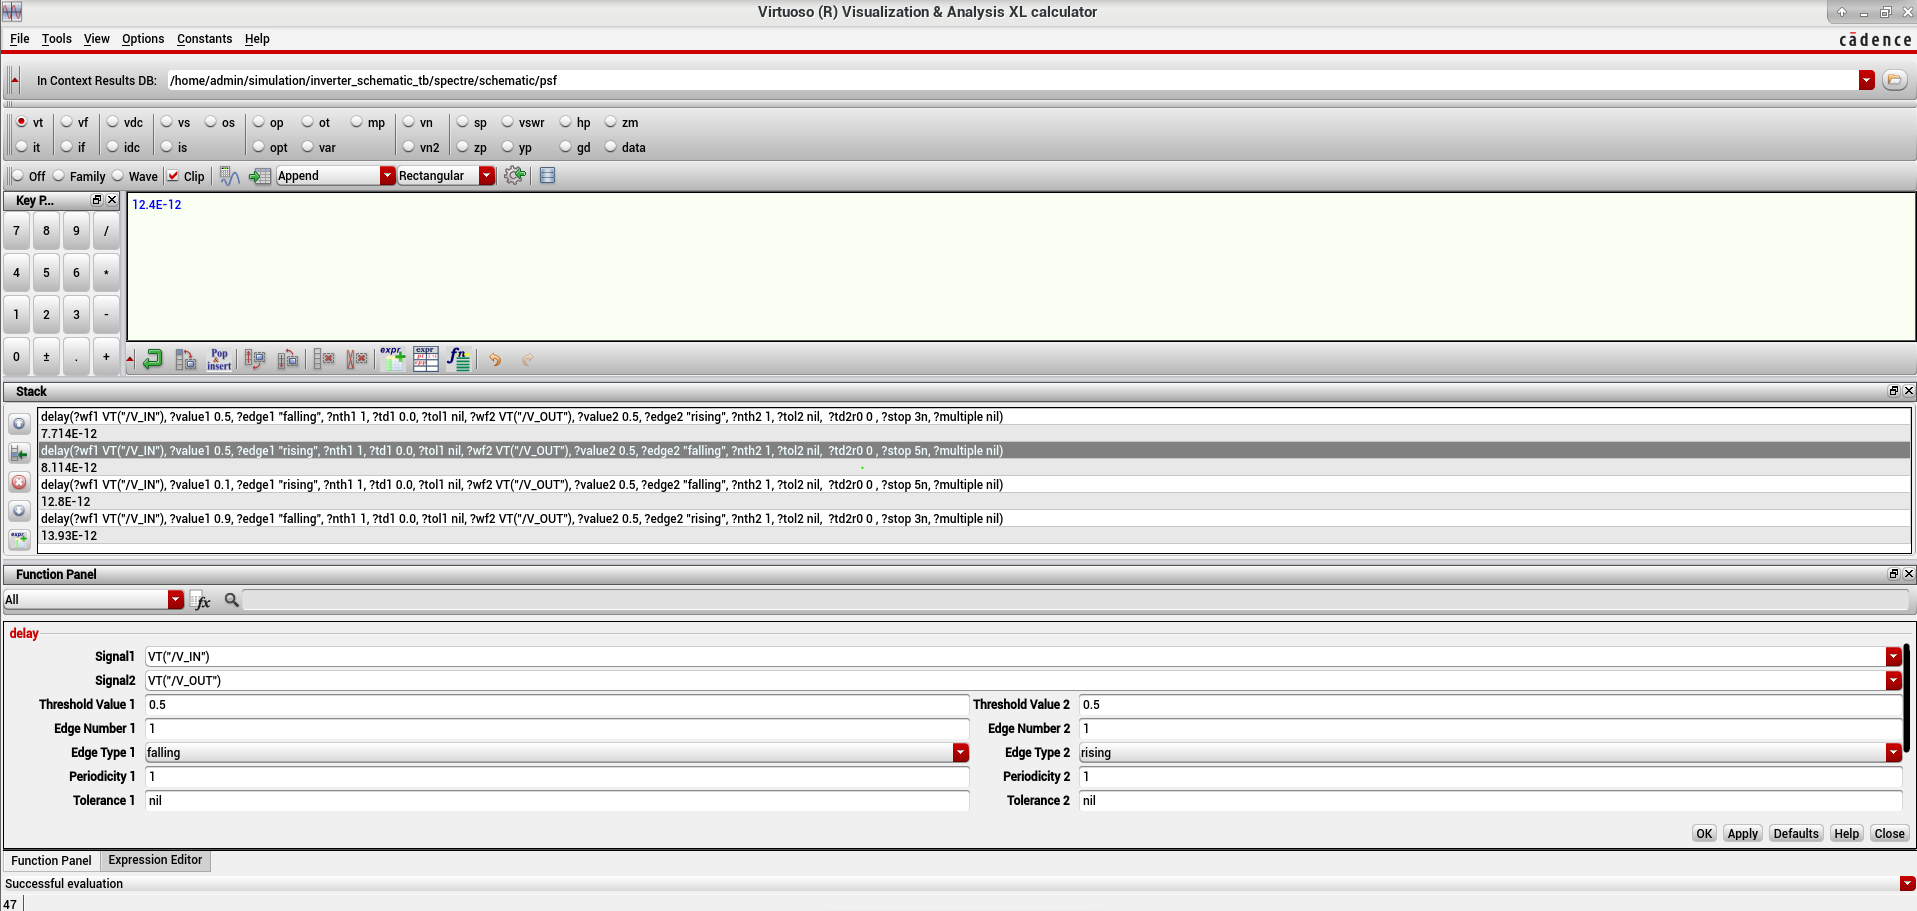 Virtuoso (R) Visualization & Analysis XL calculator
File Tools View Options Constants Help
cādence
In Context Results DB: /home/admin/simulation/inverter_schematic_tb/spectre/schematic/psf
vt vf vdc vs os op ot mp vn sp vswr hp zm
it if idc is opt var vn2 zp yp gd data
Off Family Wave Clip Append Rectangular
Key P...
12.4E-12
7 8 9 /
4 5 6 *
1 2 3 -
0 ± . +
Pop & insert expr expr fn
Stack
delay(?wf1 VT("/V_IN"), ?value1 0.5, ?edge1 "falling", ?nth1 1, ?td1 0.0, ?tol1 nil, ?wf2 VT("/V_OUT"), ?value2 0.5, ?edge2 "rising", ?nth2 1, ?tol2 nil,  ?td2r0 0 , ?stop 3n, ?multiple nil)
7.714E-12
delay(?wf1 VT("/V_IN"), ?value1 0.5, ?edge1 "rising", ?nth1 1, ?td1 0.0, ?tol1 nil, ?wf2 VT("/V_OUT"), ?value2 0.5, ?edge2 "falling", ?nth2 1, ?tol2 nil,  ?td2r0 0 , ?stop 5n, ?multiple nil)
8.114E-12
delay(?wf1 VT("/V_IN"), ?value1 0.1, ?edge1 "rising", ?nth1 1, ?td1 0.0, ?tol1 nil, ?wf2 VT("/V_OUT"), ?value2 0.5, ?edge2 "falling", ?nth2 1, ?tol2 nil,  ?td2r0 0 , ?stop 5n, ?multiple nil)
12.8E-12
delay(?wf1 VT("/V_IN"), ?value1 0.9, ?edge1 "falling", ?nth1 1, ?td1 0.0, ?tol1 nil, ?wf2 VT("/V_OUT"), ?value2 0.5, ?edge2 "rising", ?nth2 1, ?tol2 nil,  ?td2r0 0 , ?stop 3n, ?multiple nil)
expr
13.93E-12
Function Panel
All fx
delay
Signal1 VT("/V_IN")
Signal2 VT("/V_OUT")
Threshold Value 1 0.5 Threshold Value 2 0.5
Edge Number 1 1 Edge Number 2 1
Edge Type 1 falling Edge Type 2 rising
Periodicity 1 1 Periodicity 2 1
Tolerance 1 nil Tolerance 2 nil
OK Apply Defaults Help Close
Function Panel Expression Editor
Successful evaluation
47